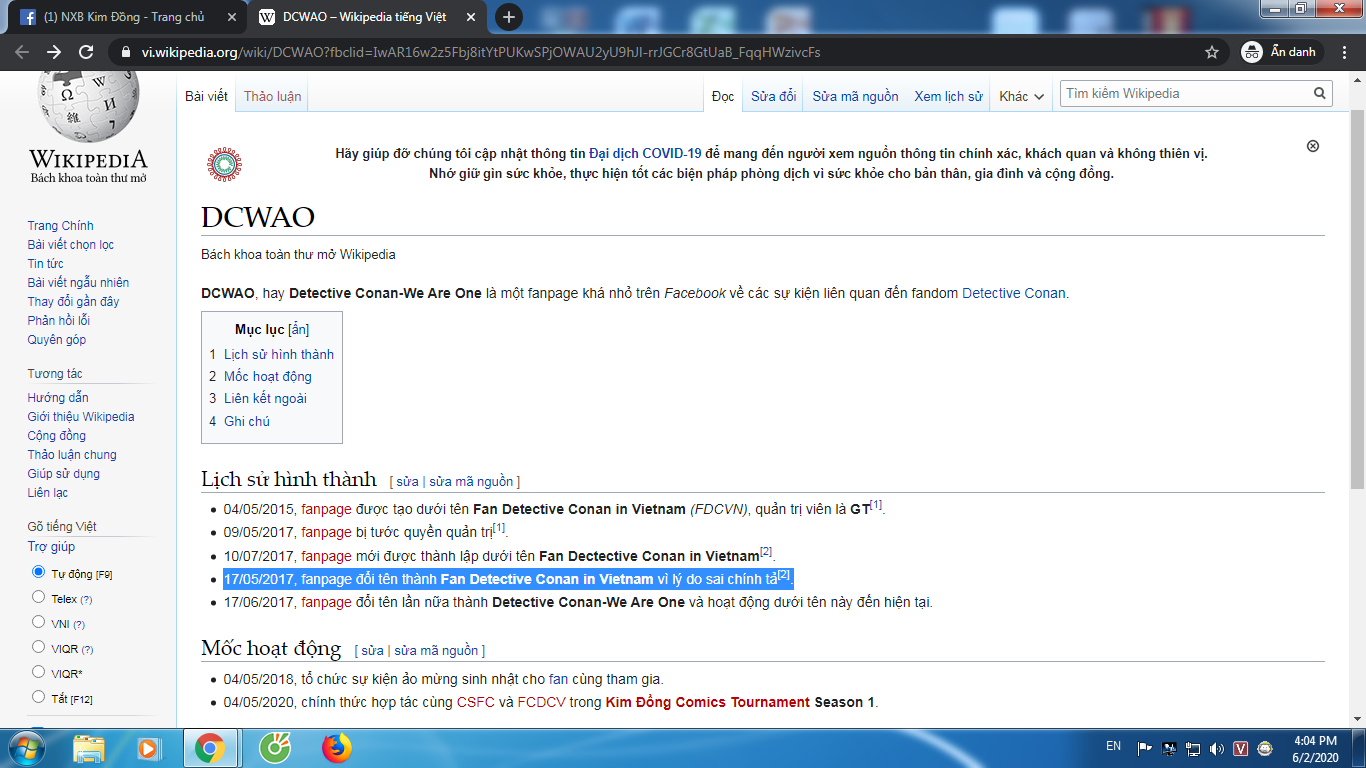 (1) NXB Kim Đồng - Trang chủ
DCWAO – Wikipedia tiếng Việt
vi.wikipedia.org/wiki/DCWAO?fbclid=IwAR16w2z5Fbj8itYtPUKwSPjOWAU2yU9hJI-rrJGCr8GtUaB_FqqHWzivcFs
Ẩn danh
WIKIPEDIA
Bách khoa toàn thư mở
Bài viết Thảo luận Đọc Sửa đổi Sửa mã nguồn Xem lịch sử Khác Tìm kiếm Wikipedia
Hãy giúp đỡ chúng tôi cập nhật thông tin Đại dịch COVID-19 để mang đến người xem nguồn thông tin chính xác, khách quan và không thiên vị.
Nhớ giữ gìn sức khỏe, thực hiện tốt các biện pháp phòng dịch vì sức khỏe cho bản thân, gia đình và cộng đồng.
Trang Chính
Bài viết chọn lọc
Tin tức
Bài viết ngẫu nhiên
Thay đổi gần đây
Phản hồi lỗi
Quyên góp
Tương tác
Hướng dẫn
Giới thiệu Wikipedia
Cộng đồng
Thảo luận chung
Giúp sử dụng
Liên lạc
Gõ tiếng Việt
Trợ giúp
Tự động [F9]
Telex (?)
VNI (?)
VIQR (?)
VIQR*
Tắt [F12]
DCWAO
Bách khoa toàn thư mở Wikipedia
DCWAO, hay Detective Conan-We Are One là một fanpage khá nhỏ trên Facebook về các sự kiện liên quan đến fandom Detective Conan.
Mục lục [ẩn]
1 Lịch sử hình thành
2 Mốc hoạt động
3 Liên kết ngoài
4 Ghi chú
Lịch sử hình thành [ sửa | sửa mã nguồn ]
04/05/2015, fanpage được tạo dưới tên Fan Detective Conan in Vietnam (FDCVN), quản trị viên là GT[1].
09/05/2017, fanpage bị tước quyền quản trị[1].
10/07/2017, fanpage mới được thành lập dưới tên Fan Dectective Conan in Vietnam[2].
17/05/2017, fanpage đổi tên thành Fan Detective Conan in Vietnam vì lý do sai chính tả[2].
17/06/2017, fanpage đổi tên lần nữa thành Detective Conan-We Are One và hoạt động dưới tên này đến hiện tại.
Mốc hoạt động [ sửa | sửa mã nguồn ]
04/05/2018, tổ chức sự kiện ảo mừng sinh nhật cho fan cùng tham gia.
04/05/2020, chính thức hợp tác cùng CSFC và FCDCV trong Kim Đồng Comics Tournament Season 1.
EN
4:04 PM
6/2/2020